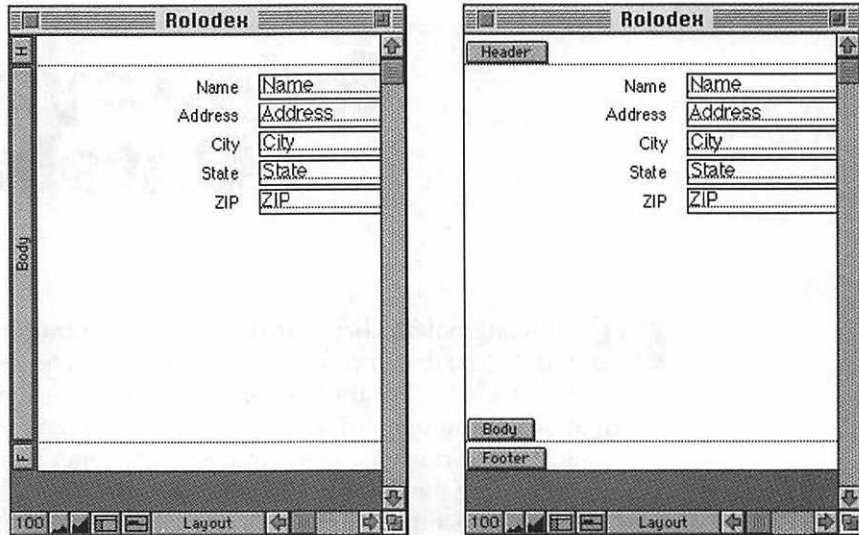 Rolodex
H
Name Name
Address Address
City City
State State
ZIP ZIP
Body
F
100 Layout
Rolodex
Header
Name Name
Address Address
City City
State State
ZIP ZIP
Body
Footer
100 Layout